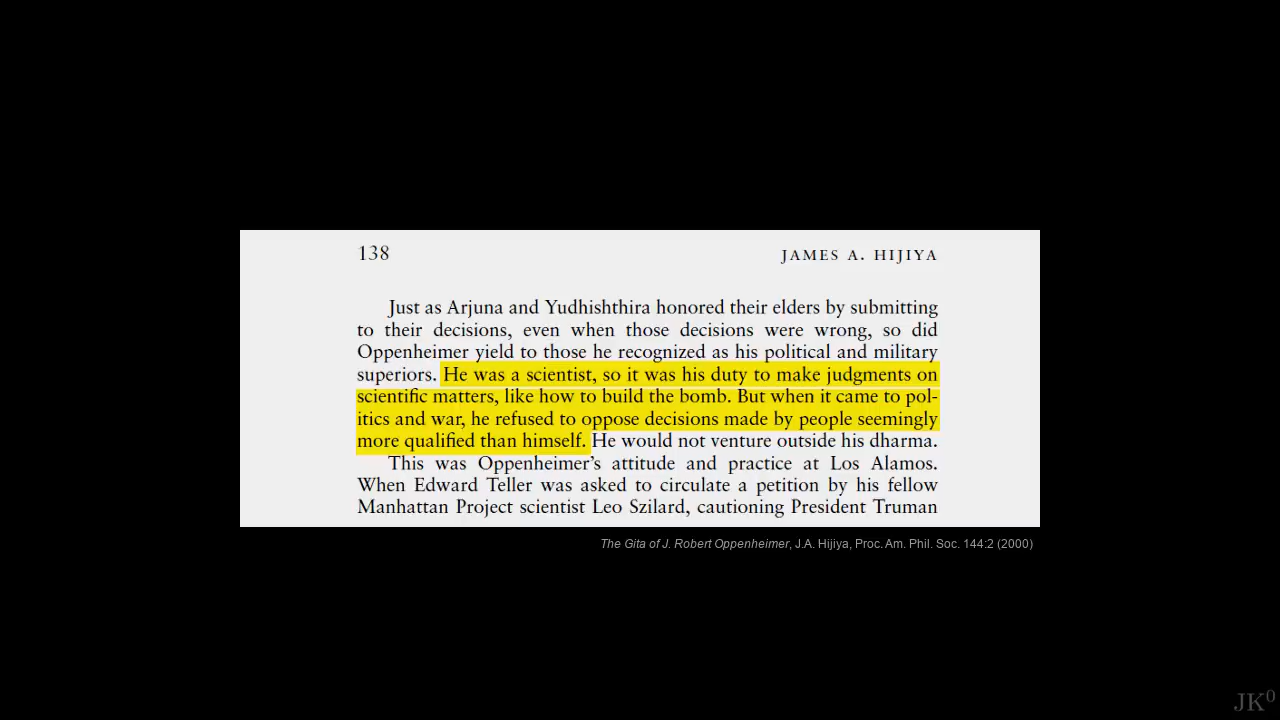 138 JAMES A. HIJIYA
Just as Arjuna and Yudhishthira honored their elders by submitting
to their decisions, even when those decisions were wrong, so did
Oppenheimer yield to those he recognized as his political and military
superiors. He was a scientist, so it was his duty to make judgments on
scientific matters, like how to build the bomb. But when it came to pol-
itics and war, he refused to oppose decisions made by people seemingly
more qualified than himself. He would not venture outside his dharma.
This was Oppenheimer's attitude and practice at Los Alamos.
When Edward Teller was asked to circulate a petition by his fellow
Manhattan Project scientist Leo Szilard, cautioning President Truman
The Gita of J. Robert Oppenheimer, J.A. Hijiya, Proc. Am. Phil. Soc. 144:2 (2000)
JK⁰